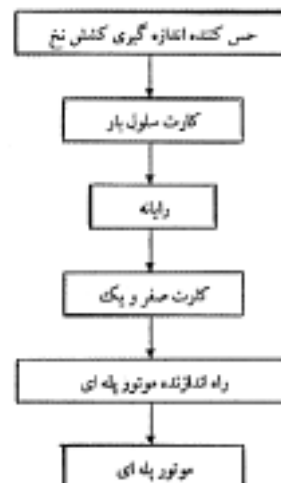 حس کننده اندازه گیری کشش نخ
کارت سلول بار
رایانه
کارت صفر و یک
راه اندازنده موتور پله ای
موتور پله ای